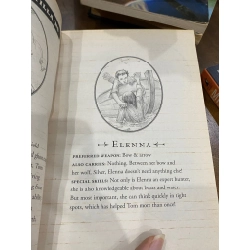 ELENNA
PREFERRED WEAPON: Bow & arrow
ALSO CARRIES: Nothing. Between her bow and
her wolf, Silver, Elenna doesn't need anything else!
SPECIAL SKILLS: Not only is Elenna an expert hunter,
she is also knowledgeable about boats and water.
But most important, she can think quickly in tight
spots, which has helped Tom more than once!